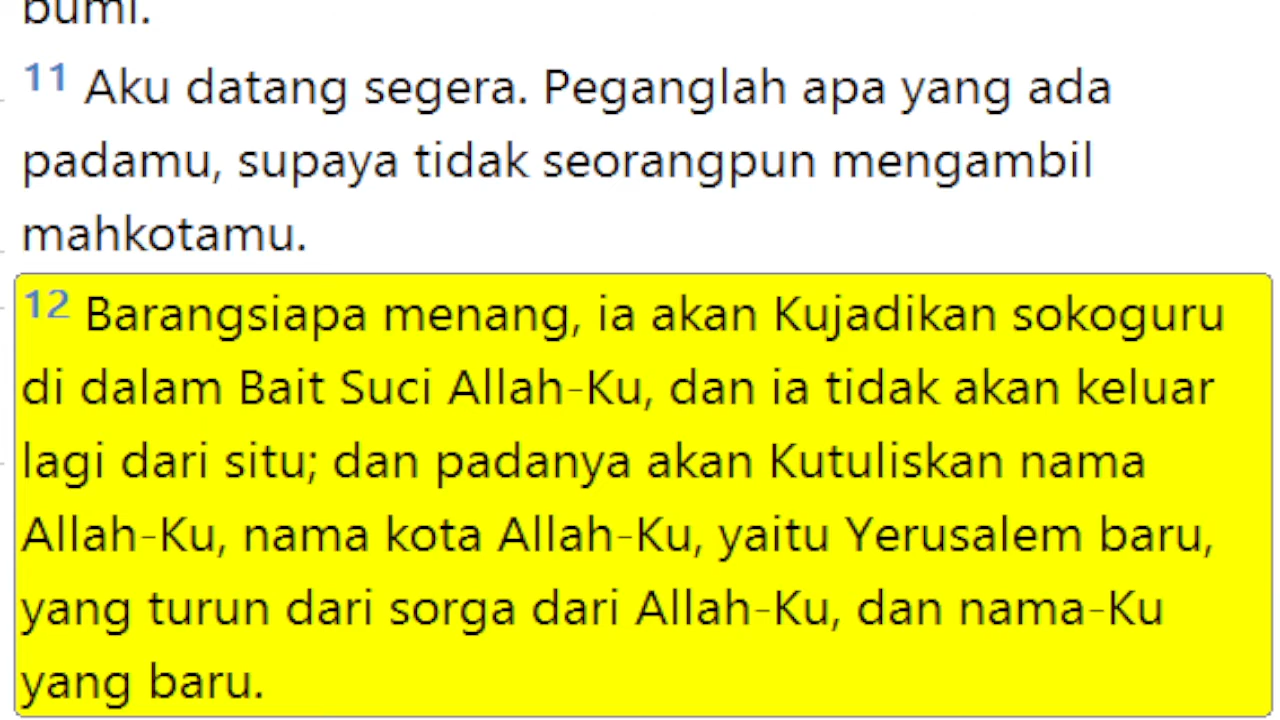 bumi.
11 Aku datang segera. Peganglah apa yang ada
padamu, supaya tidak seorangpun mengambil
mahkotamu.
12 Barangsiapa menang, ia akan Kujadikan sokoguru
di dalam Bait Suci Allah-Ku, dan ia tidak akan keluar
lagi dari situ; dan padanya akan Kutuliskan nama
Allah-Ku, nama kota Allah-Ku, yaitu Yerusalem baru,
yang turun dari sorga dari Allah-Ku, dan nama-Ku
yang baru.